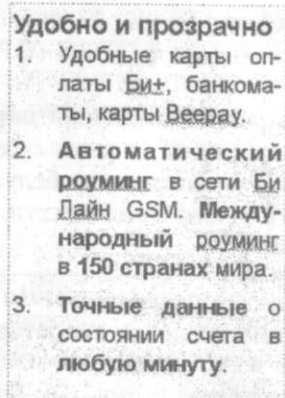 Удобно и прозрачно
1. Удобные карты оп-
латы Би+, банкома-
ты, карты Beepay.
2. Автоматический
роуминг в сети Би
Лайн GSM. Между-
народный роуминг
в 150 странах мира.
3. Точные данные о
состоянии счета в
любую минуту.